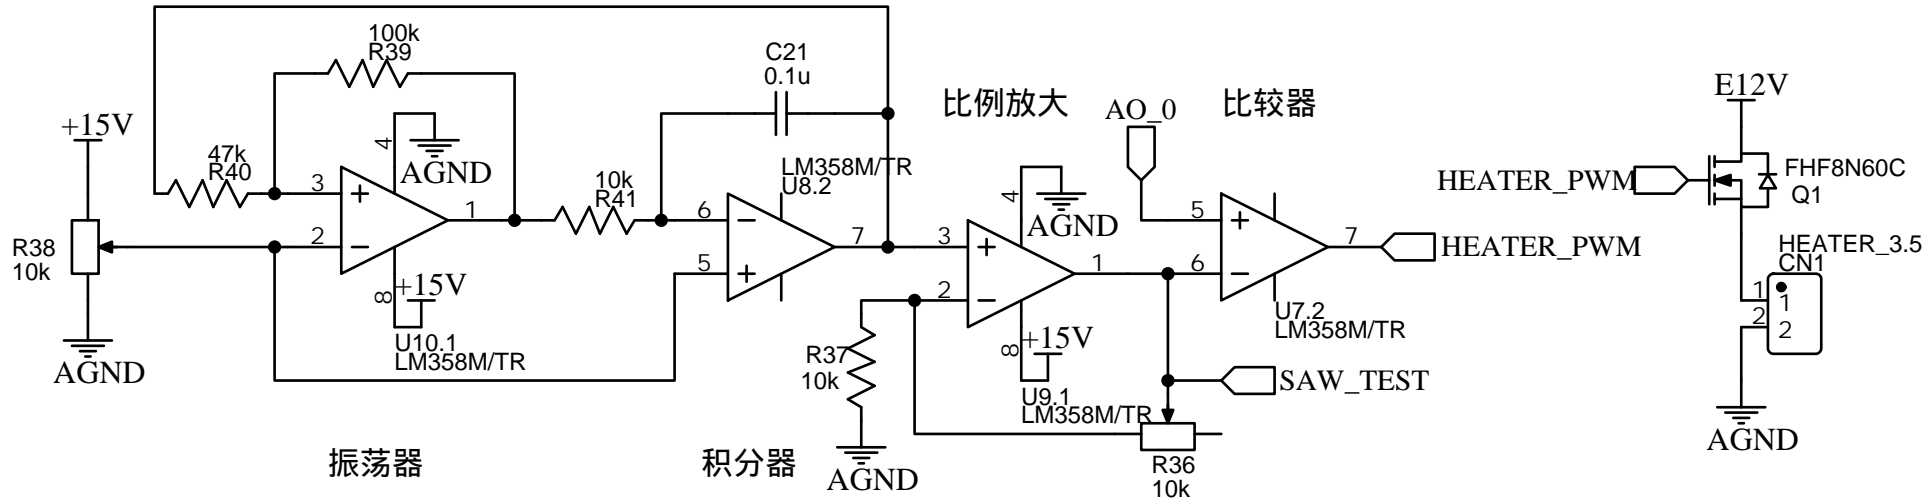 100k
R39
C21
0.1u
比例放大
AO_0
比较器
E12V
+15V
4
AGND
47k
R40
3
1
2
8
+15V
U10.1
LM358M/TR
R38
10k
AGND
10k
R41
LM358M/TR
U8.2
6
7
5
4
AGND
3
1
2
8
+15V
U9.1
LM358M/TR
R37
10k
AGND
5
7
6
U7.2
LM358M/TR
HEATER_PWM
SAW_TEST
R36
10k
HEATER_PWM
FHF8N60C
Q1
HEATER_3.5
CN1
1
1
2
2
AGND
振荡器
积分器